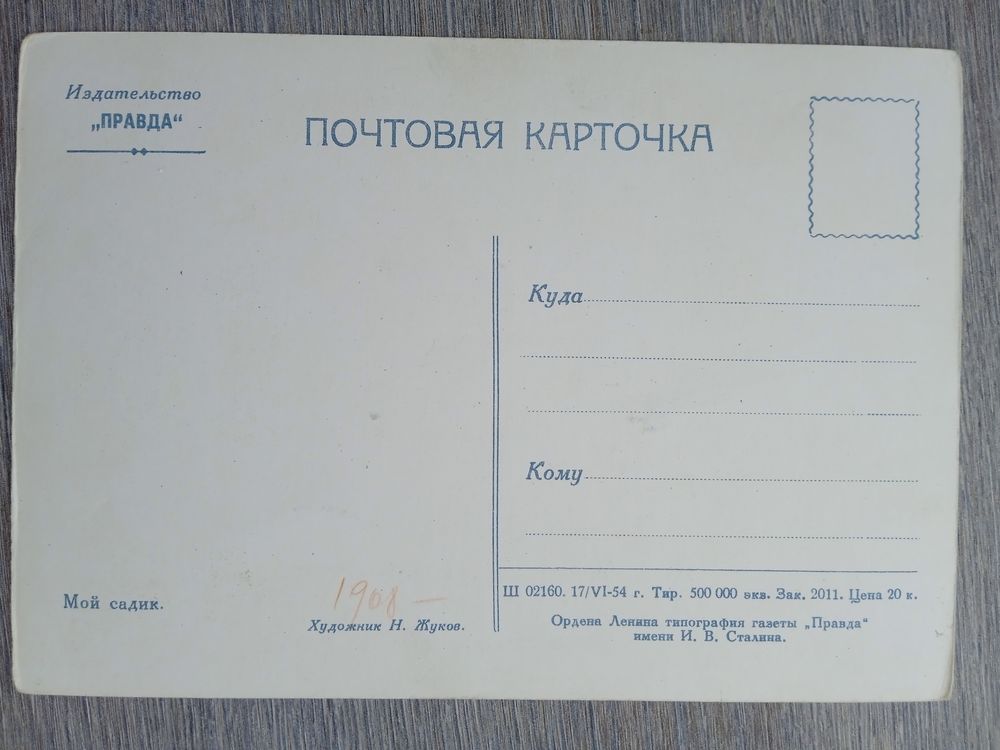 Издательство
„ПРАВДА“
ПОЧТОВАЯ КАРТОЧКА
Куда
Кому
Мой садик.
1908 —
Художник Н. Жуков.
Ш 02160. 17/VI-54 г. Тир. 500 000 экз. Зак. 2011. Цена 20 к.
Ордена Ленина типография газеты „Правда“
имени И. В. Сталина.